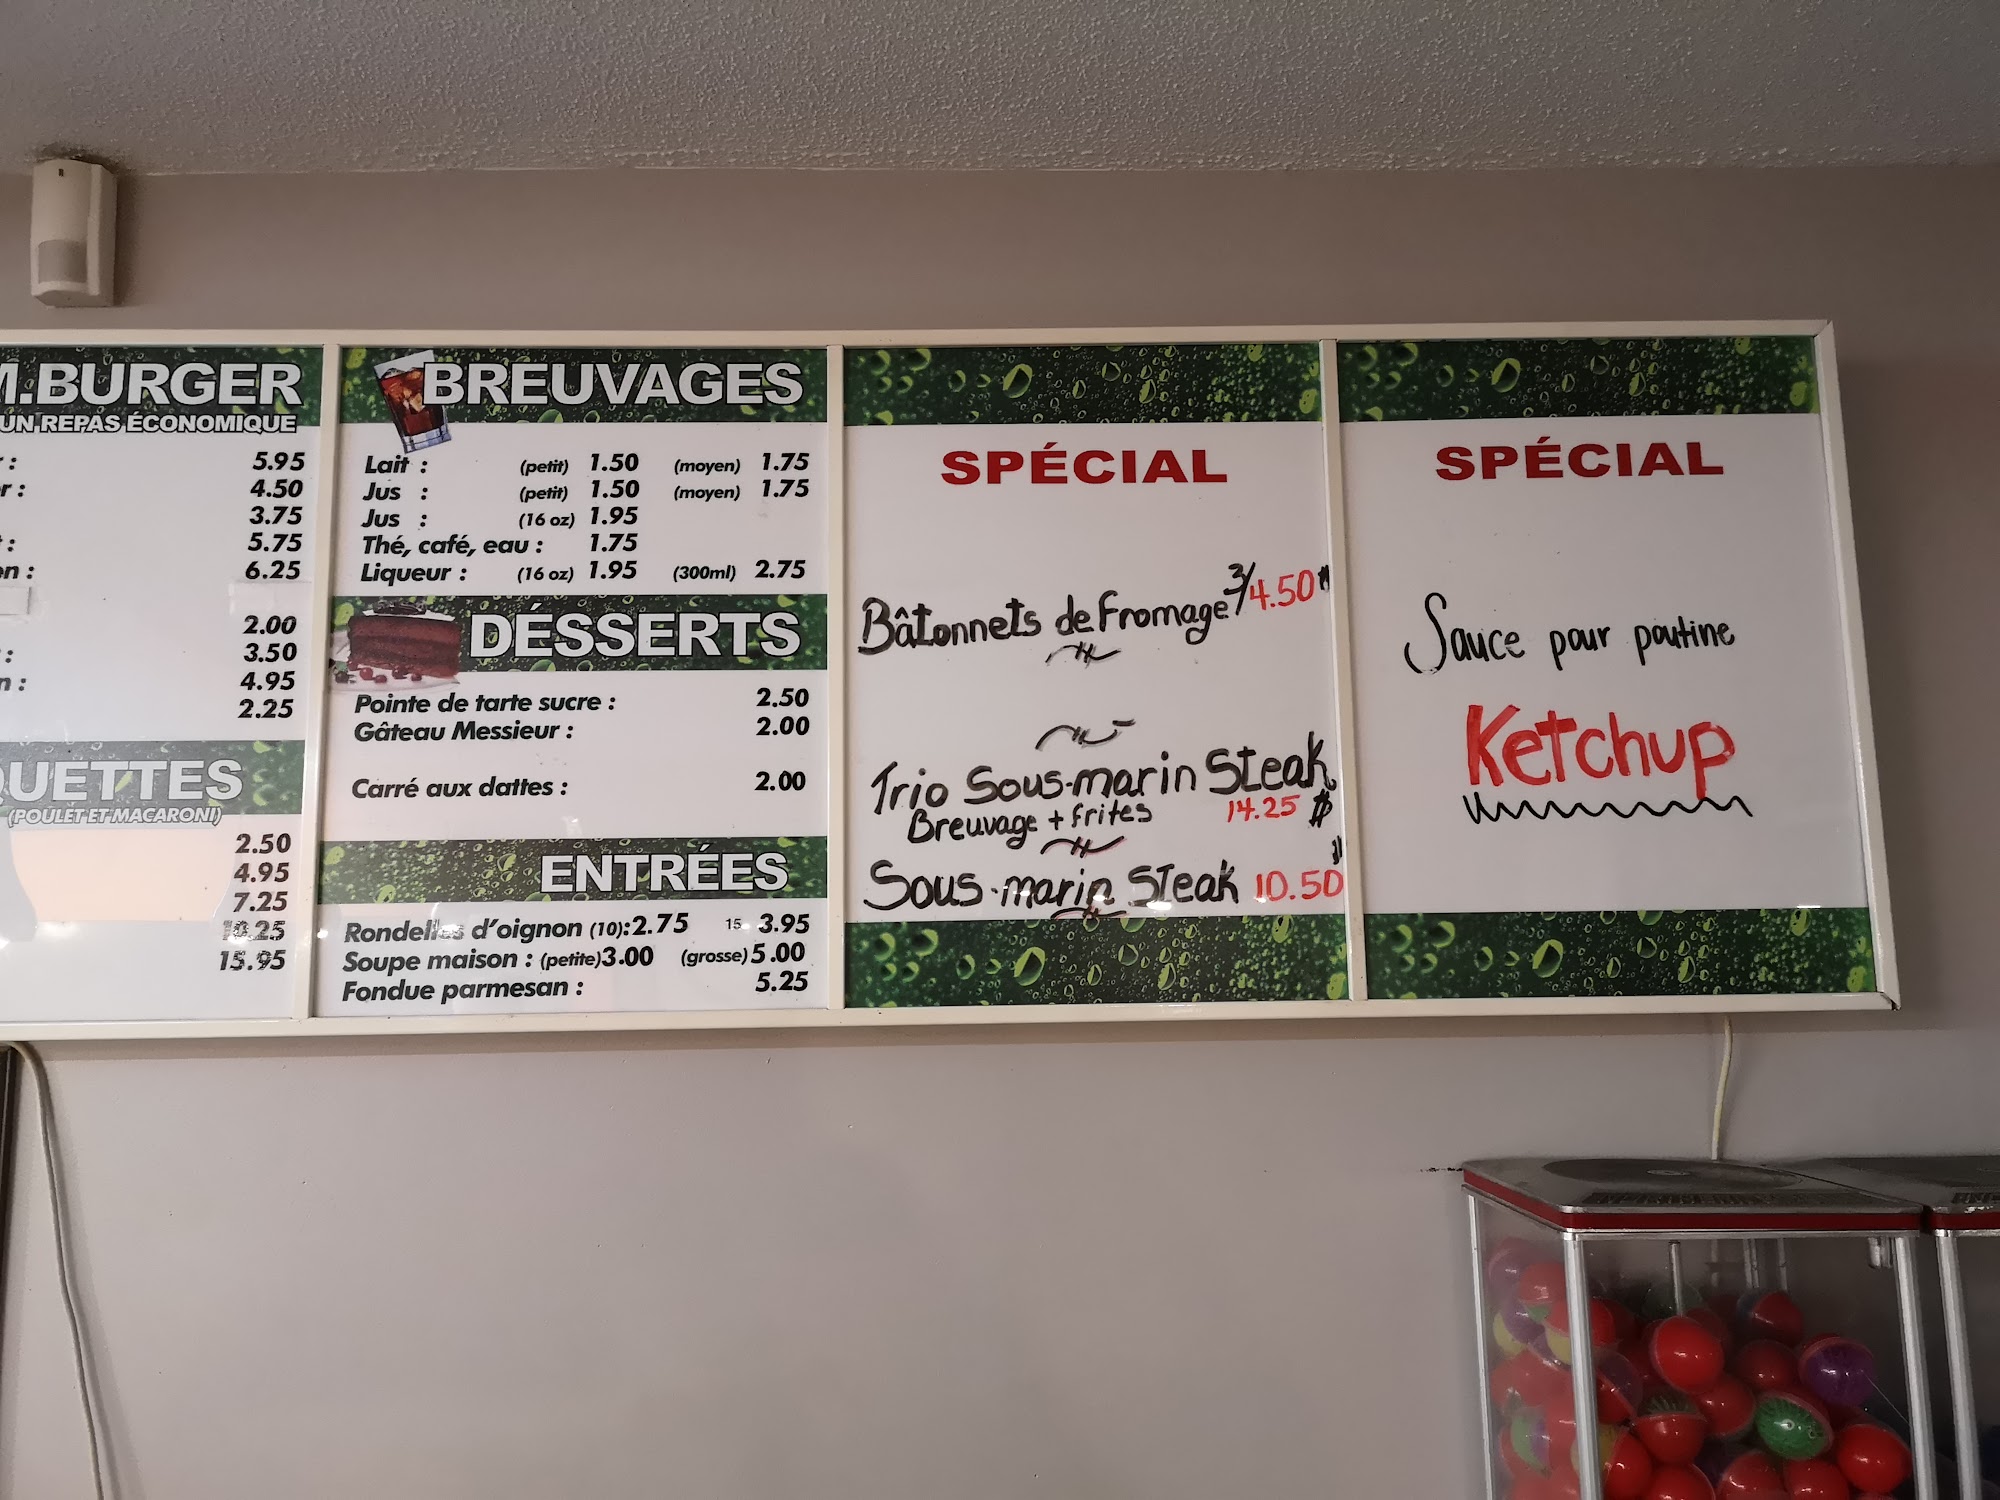 M.BURGER
UN REPAS ÉCONOMIQUE
: 5.95
r : 4.50
3.75
: 5.75
on : 6.25
2.00
: 3.50
n : 4.95
2.25
QUETTES
(POULET ET MACARONI)
2.50
4.95
7.25
10.25
15.95
BREUVAGES
Lait : (petit) 1.50 (moyen) 1.75
Jus : (petit) 1.50 (moyen) 1.75
Jus : (16 oz) 1.95
Thé, café, eau : 1.75
Liqueur : (16 oz) 1.95 (300ml) 2.75
DÉSSERTS
Pointe de tarte sucre : 2.50
Gâteau Messieur : 2.00
Carré aux dattes : 2.00
ENTRÉES
Rondelles d'oignon (10): 2.75 15 3.95
Soupe maison : (petite) 3.00 (grosse) 5.00
Fondue parmesan : 5.25
SPÉCIAL
Bâtonnets de Fromage 3/4.50 $
Trio Sous-marin Steak
Breuvage + frites 14.25 $
Sous-marin Steak 10.50
SPÉCIAL
Sauce pour poutine
Ketchup